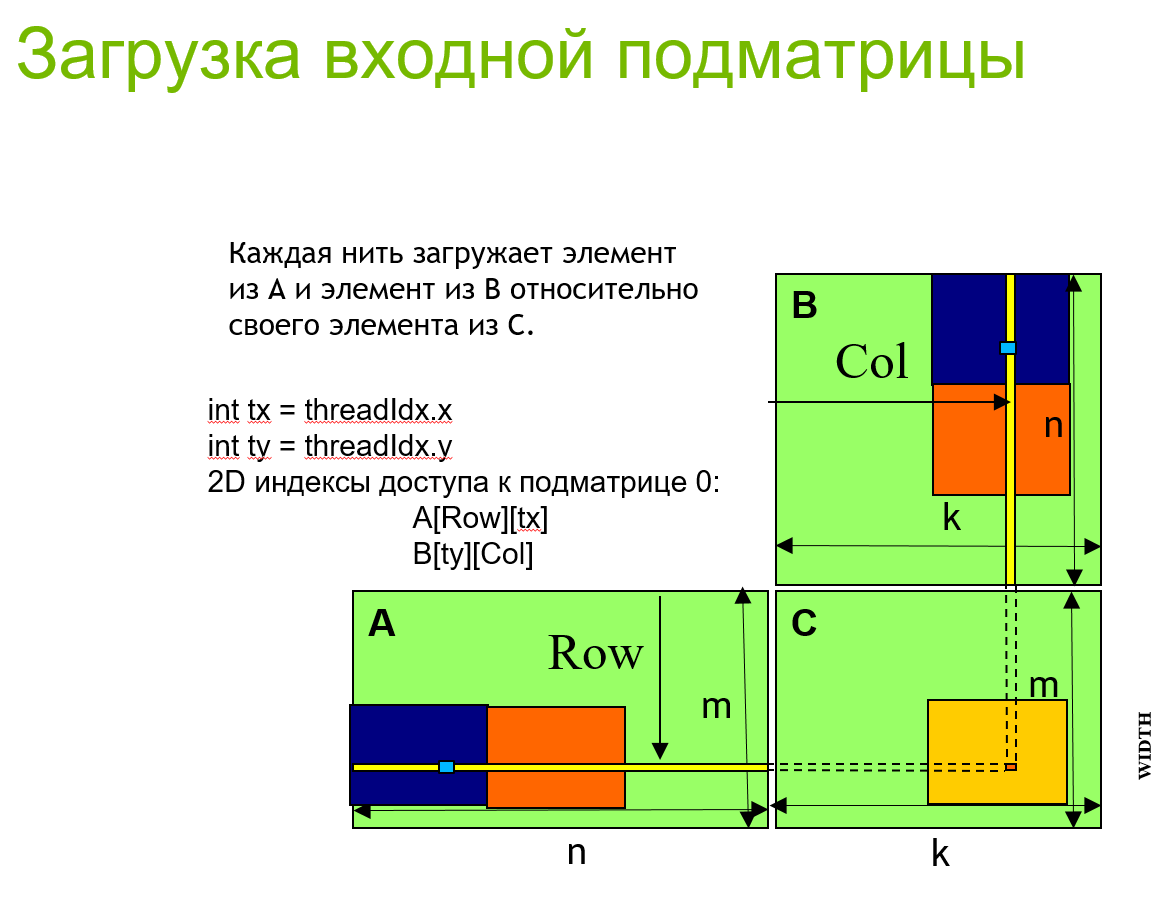 Загрузка входной подматрицы
Каждая нить загружает элемент
из A и элемент из B относительно
своего элемента из C.
int tx = threadIdx.x
int ty = threadIdx.y
2D индексы доступа к подматрице 0:
A[Row][tx]
B[ty][Col]
B
Col
n
k
A
Row
m
n
C
m
k
WIDTH